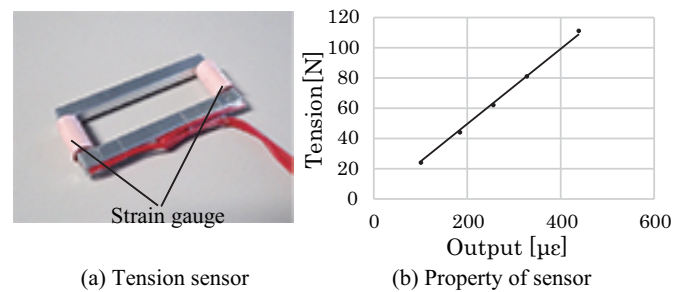 Strain gauge
(a) Tension sensor
Tension[N]
120
100
80
60
40
20
0
0 200 400 600
Output [με]
(b) Property of sensor